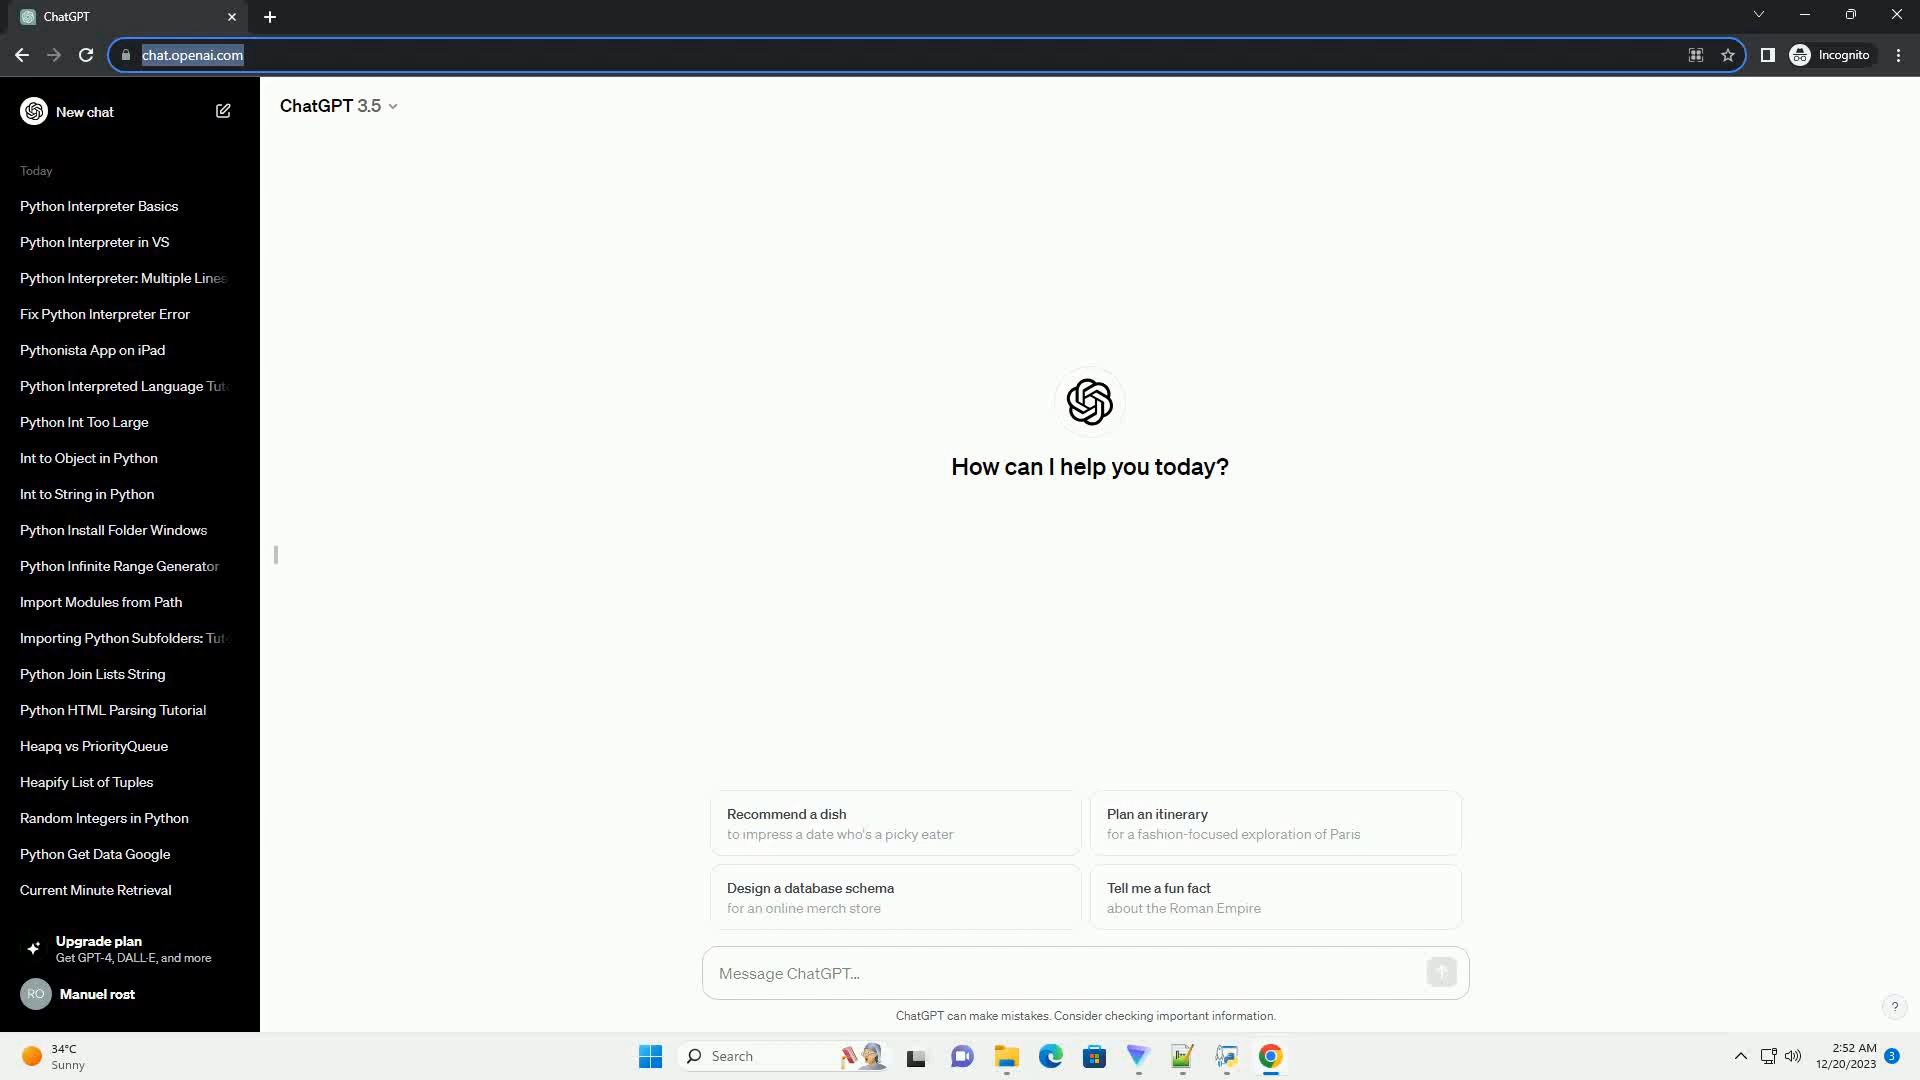 ChatGPT
chat.openai.com
Incognito
New chat
ChatGPT 3.5
Today
Python Interpreter Basics
Python Interpreter in VS
Python Interpreter: Multiple Lines
Fix Python Interpreter Error
Pythonista App on iPad
Python Interpreted Language Tuto
Python Int Too Large
Int to Object in Python
Int to String in Python
Python Install Folder Windows
Python Infinite Range Generator
Import Modules from Path
Importing Python Subfolders: Tuto
Python Join Lists String
Python HTML Parsing Tutorial
Heapq vs PriorityQueue
Heapify List of Tuples
Random Integers in Python
Python Get Data Google
Current Minute Retrieval
Upgrade plan
Get GPT-4, DALL·E, and more
RO Manuel rost
How can I help you today?
Recommend a dish
to impress a date who's a picky eater
Plan an itinerary
for a fashion-focused exploration of Paris
Design a database schema
for an online merch store
Tell me a fun fact
about the Roman Empire
Message ChatGPT...
ChatGPT can make mistakes. Consider checking important information.
?
34°C
Sunny
Search
2:52 AM
12/20/2023
3